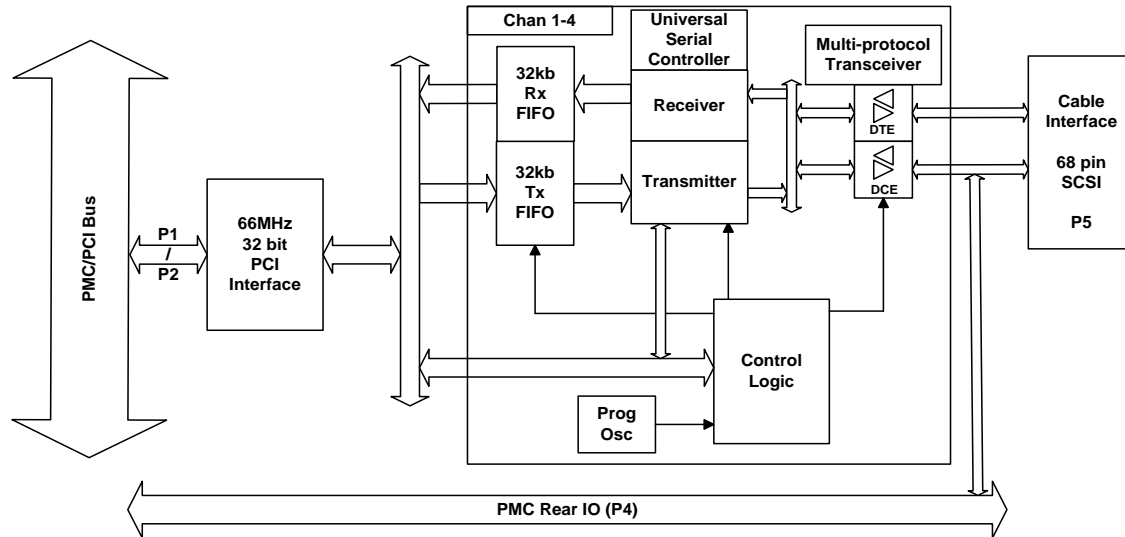 Chan 1-4
Universal
Serial
Controller
Multi-protocol
Transceiver
32kb
Rx
FIFO
Receiver
DTE
Cable
Interface
68 pin
SCSI
P5
32kb
Tx
FIFO
Transmitter
DCE
PMC/PCI Bus
P1
/
P2
66MHz
32 bit
PCI
Interface
Control
Logic
Prog
Osc
PMC Rear IO (P4)